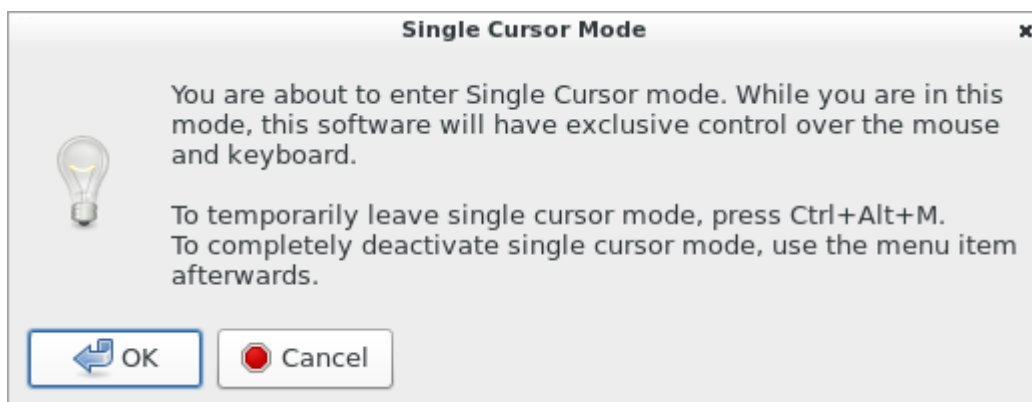 Single Cursor Mode
You are about to enter Single Cursor mode. While you are in this
mode, this software will have exclusive control over the mouse
and keyboard.
To temporarily leave single cursor mode, press Ctrl+Alt+M.
To completely deactivate single cursor mode, use the menu item
afterwards.
OK
Cancel